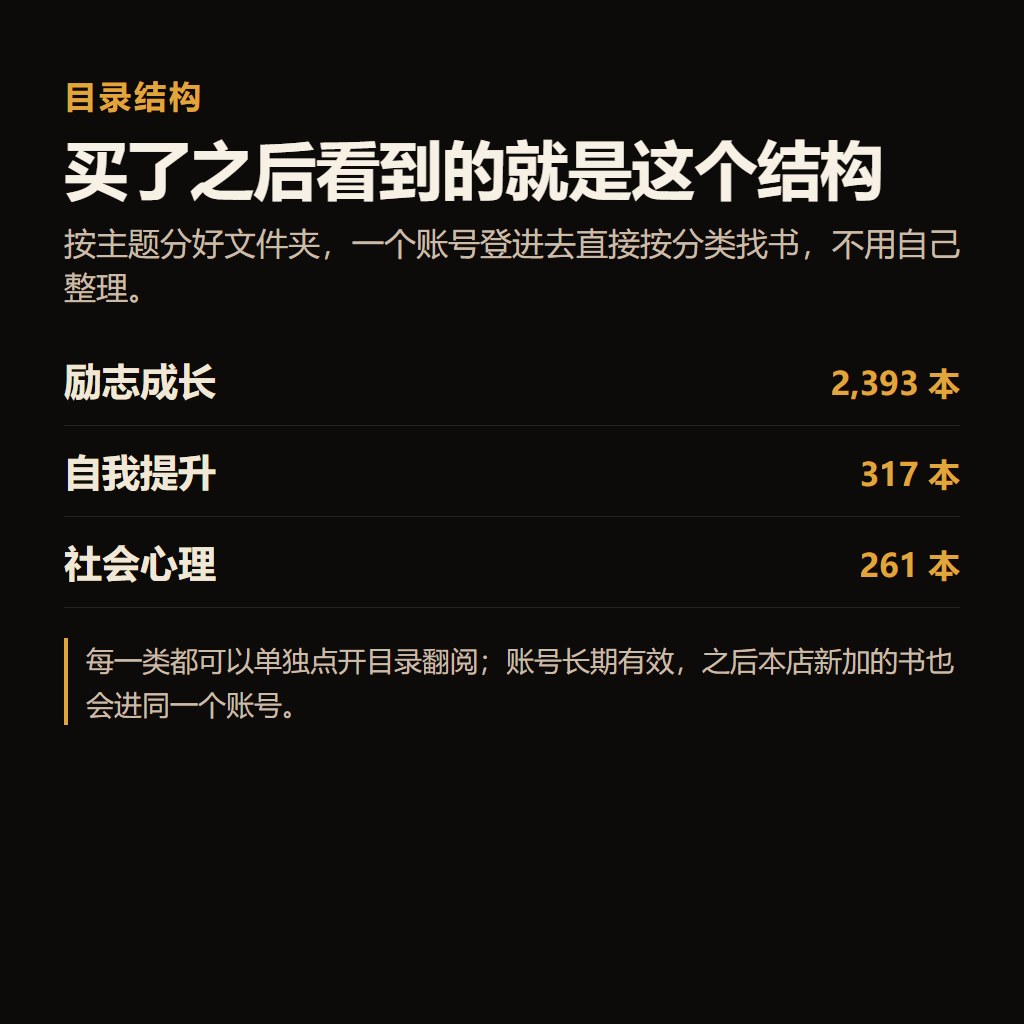 目录结构
买了之后看到的就是这个结构
按主题分好文件夹，一个账号登进去直接按分类找书，不用自己
整理。
励志成长 2,393 本
自我提升 317 本
社会心理 261 本
每一类都可以单独点开目录翻阅；账号长期有效，之后本店新加的书也
会进同一个账号。